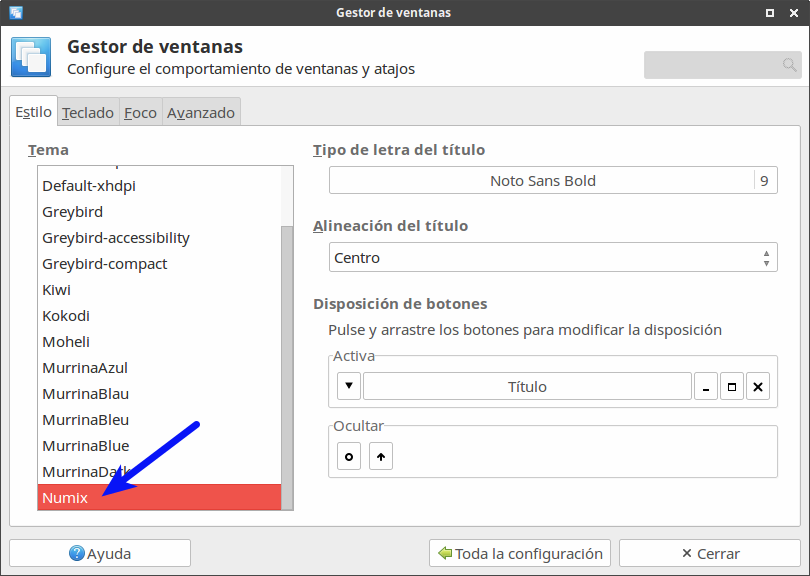 Gestor de ventanas
Gestor de ventanas
Configure el comportamiento de ventanas y atajos
Estilo Teclado Foco Avanzado
Tema
Default-xhdpi
Greybird
Greybird-accessibility
Greybird-compact
Kiwi
Kokodi
Moheli
MurrinaAzul
MurrinaBlau
MurrinaBleu
MurrinaBlue
MurrinaDark
Numix
Tipo de letra del título
Noto Sans Bold 9
Alineación del título
Centro
Disposición de botones
Pulse y arrastre los botones para modificar la disposición
Activa
Título
Ocultar
Ayuda
Toda la configuración
Cerrar